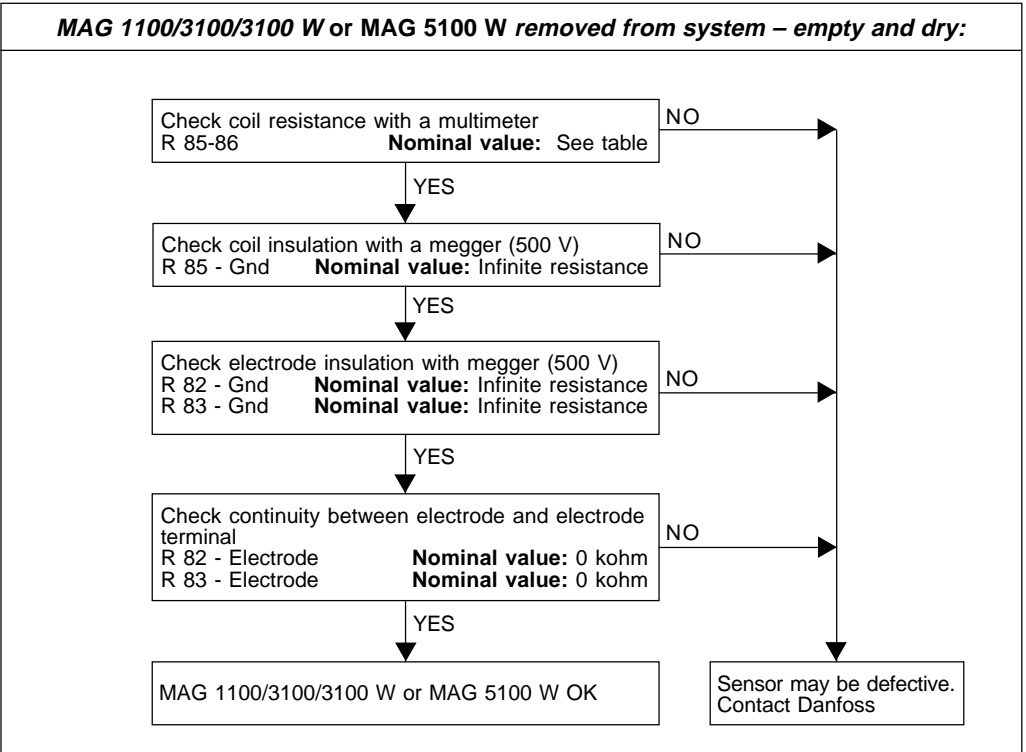 MAG 1100/3100/3100 W or MAG 5100 W removed from system – empty and dry:
Check coil resistance with a multimeter
R 85-86 Nominal value: See table
NO
YES
Check coil insulation with a megger (500 V)
R 85 - Gnd Nominal value: Infinite resistance
NO
YES
Check electrode insulation with megger (500 V)
R 82 - Gnd Nominal value: Infinite resistance
R 83 - Gnd Nominal value: Infinite resistance
NO
YES
Check continuity between electrode and electrode
terminal
R 82 - Electrode Nominal value: 0 kohm
R 83 - Electrode Nominal value: 0 kohm
NO
YES
MAG 1100/3100/3100 W or MAG 5100 W OK
Sensor may be defective.
Contact Danfoss